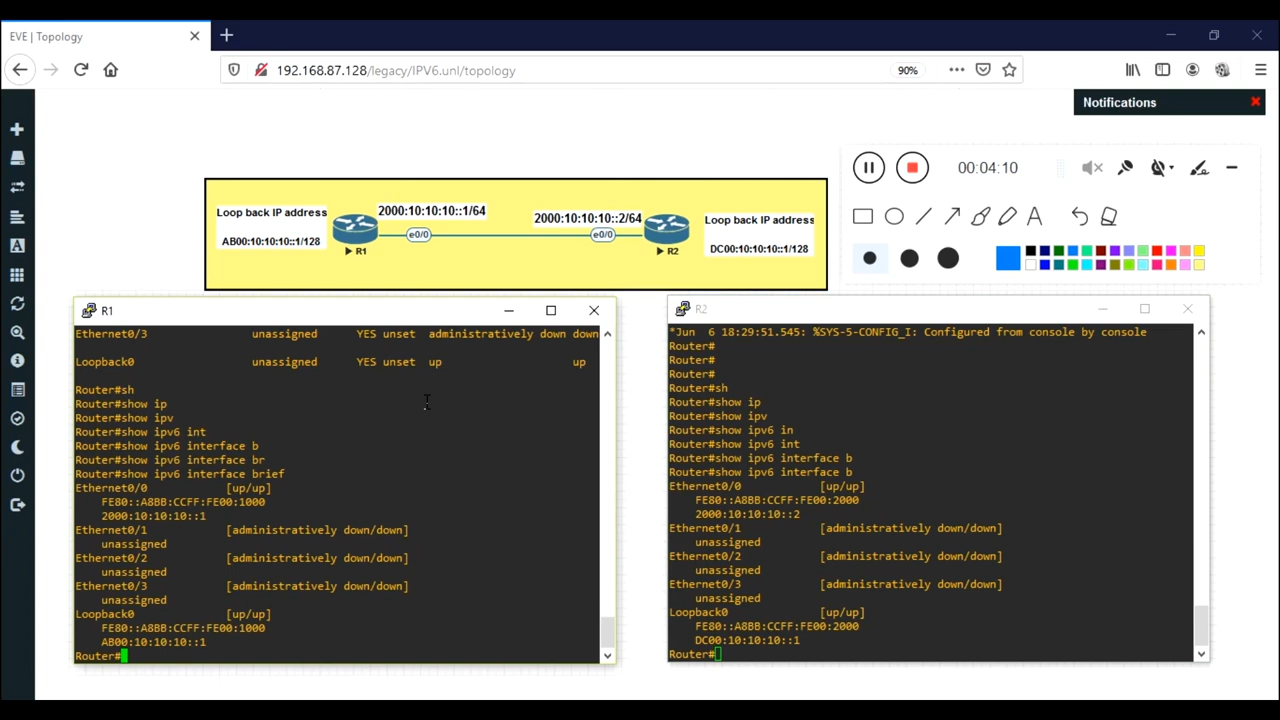 EVE | Topology
192.168.87.128/legacy/IPV6.unl/topology
90%
Notifications
00:04:10
Loop back IP address
AB00:10:10:10::1/128
2000:10:10:10::1/64
e0/0
R1
2000:10:10:10::2/64
e0/0
R2
Loop back IP address
DC00:10:10:10::1/128
R1
Ethernet0/3 unassigned YES unset administratively down down
Loopback0 unassigned YES unset up up
Router#sh
Router#show ip
Router#show ipv
Router#show ipv6 int
Router#show ipv6 interface b
Router#show ipv6 interface br
Router#show ipv6 interface brief
Ethernet0/0 [up/up]
FE80::A8BB:CCFF:FE00:1000
2000:10:10:10::1
Ethernet0/1 [administratively down/down]
unassigned
Ethernet0/2 [administratively down/down]
unassigned
Ethernet0/3 [administratively down/down]
unassigned
Loopback0 [up/up]
FE80::A8BB:CCFF:FE00:1000
AB00:10:10:10::1
Router#
R2
*Jun 6 18:29:51.545: %SYS-5-CONFIG_I: Configured from console by console
Router#
Router#
Router#
Router#sh
Router#show ip
Router#show ipv
Router#show ipv6 in
Router#show ipv6 int
Router#show ipv6 interface b
Router#show ipv6 interface b
Ethernet0/0 [up/up]
FE80::A8BB:CCFF:FE00:2000
2000:10:10:10::2
Ethernet0/1 [administratively down/down]
unassigned
Ethernet0/2 [administratively down/down]
unassigned
Ethernet0/3 [administratively down/down]
unassigned
Loopback0 [up/up]
FE80::A8BB:CCFF:FE00:2000
DC00:10:10:10::1
Router#